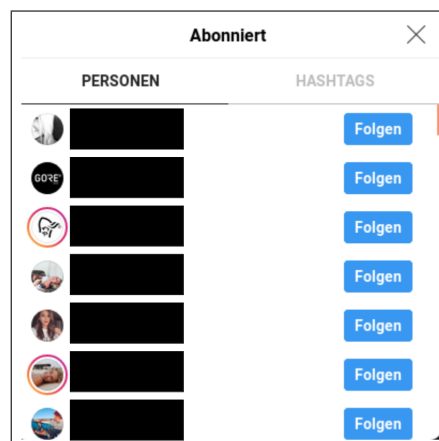 Abonniert
PERSONEN HASHTAGS
Folgen
GORE Folgen
Folgen
Folgen
Folgen
Folgen
Folgen